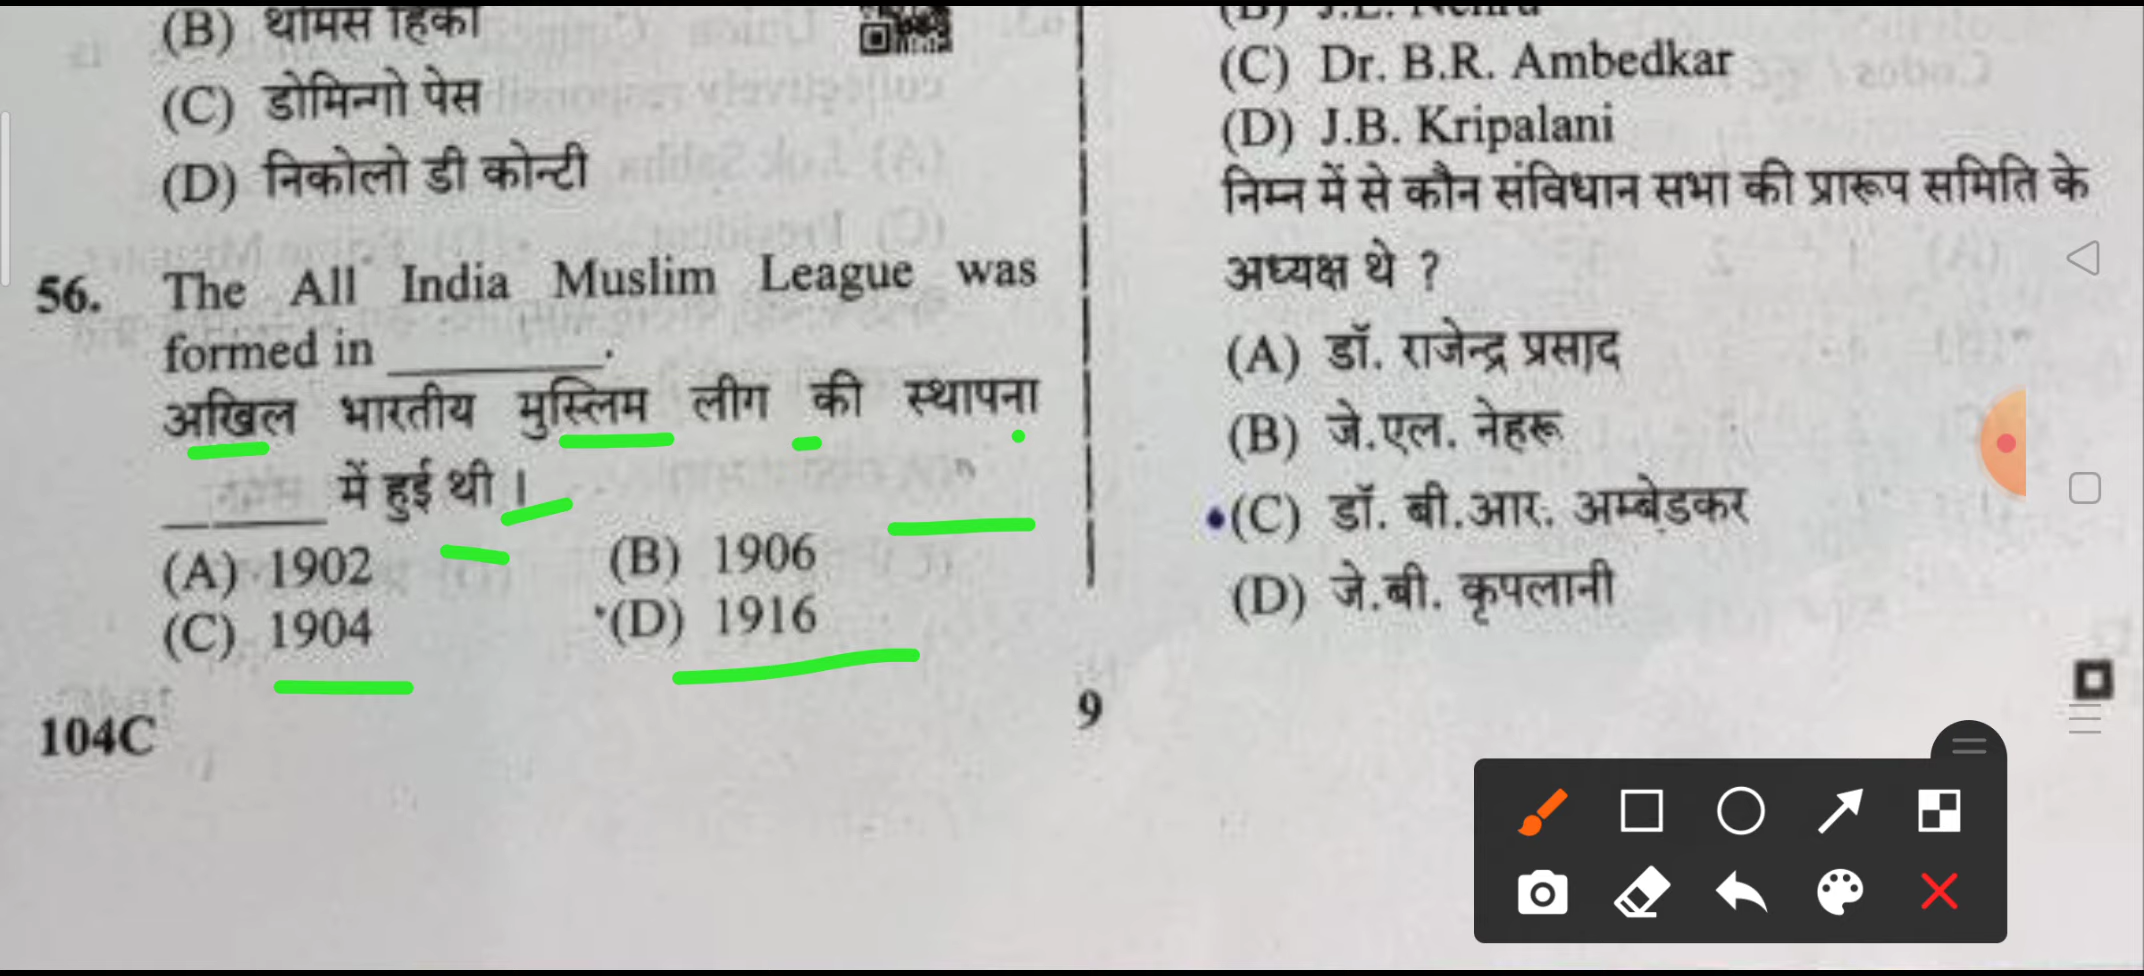 (B) थॉमस हिकी
(C) डोमिन्गो पेस
(D) निकोलो डी कोन्टी
56. The All India Muslim League was
formed in ________.
अखिल भारतीय मुस्लिम लीग की स्थापना
________ में हुई थी ।
(A) 1902 (B) 1906
(C) 1904 (D) 1916
104C
9
(B) J.L. Nehru
(C) Dr. B.R. Ambedkar
(D) J.B. Kripalani
निम्न में से कौन संविधान सभा की प्रारूप समिति के
अध्यक्ष थे ?
(A) डॉ. राजेन्द्र प्रसाद
(B) जे.एल. नेहरू
(C) डॉ. बी.आर. अम्बेडकर
(D) जे.बी. कृपलानी